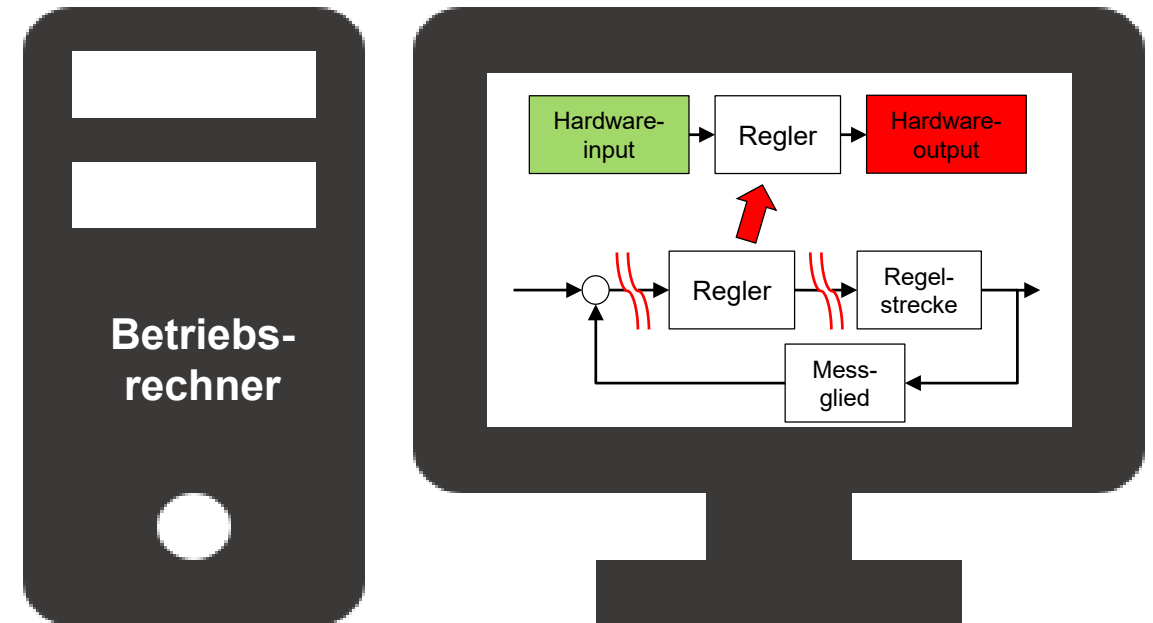 Betriebs-
rechner
Hardware-
input
Regler
Hardware-
output
Regler
Regel-
strecke
Mess-
glied